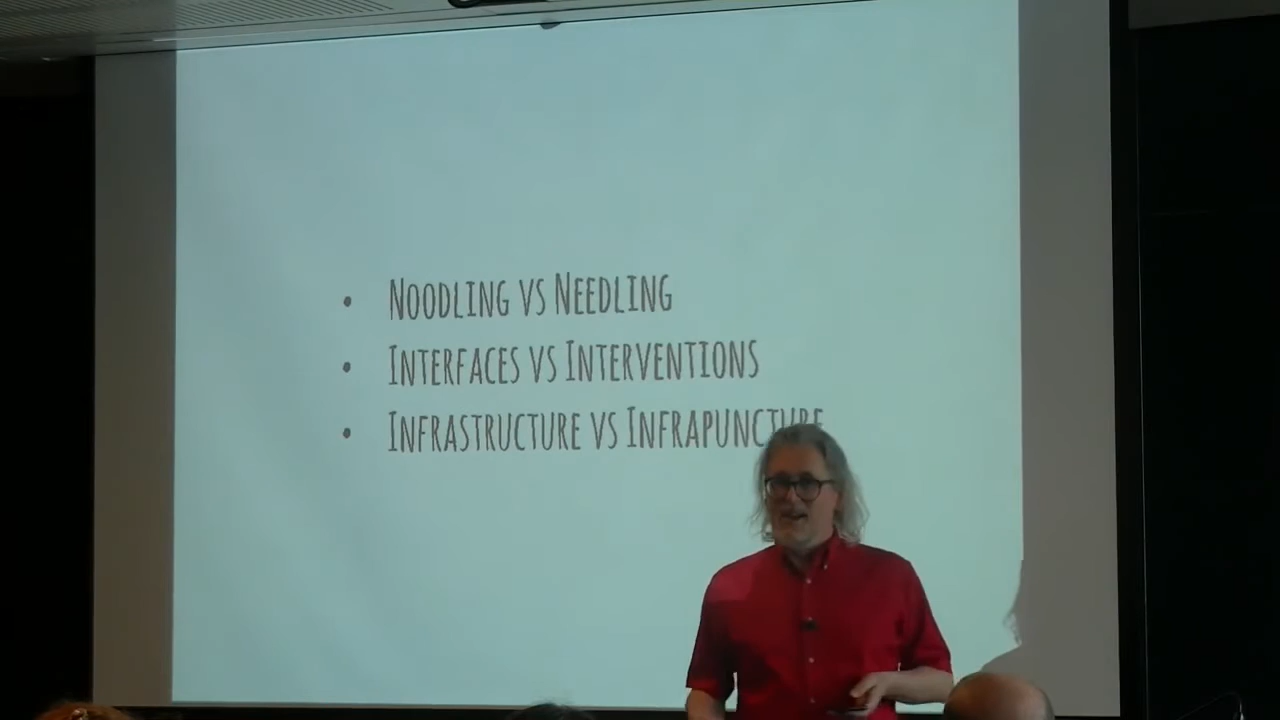 • Noodling vs Needling
• Interfaces vs Interventions
• Infrastructure vs Infrapuncture